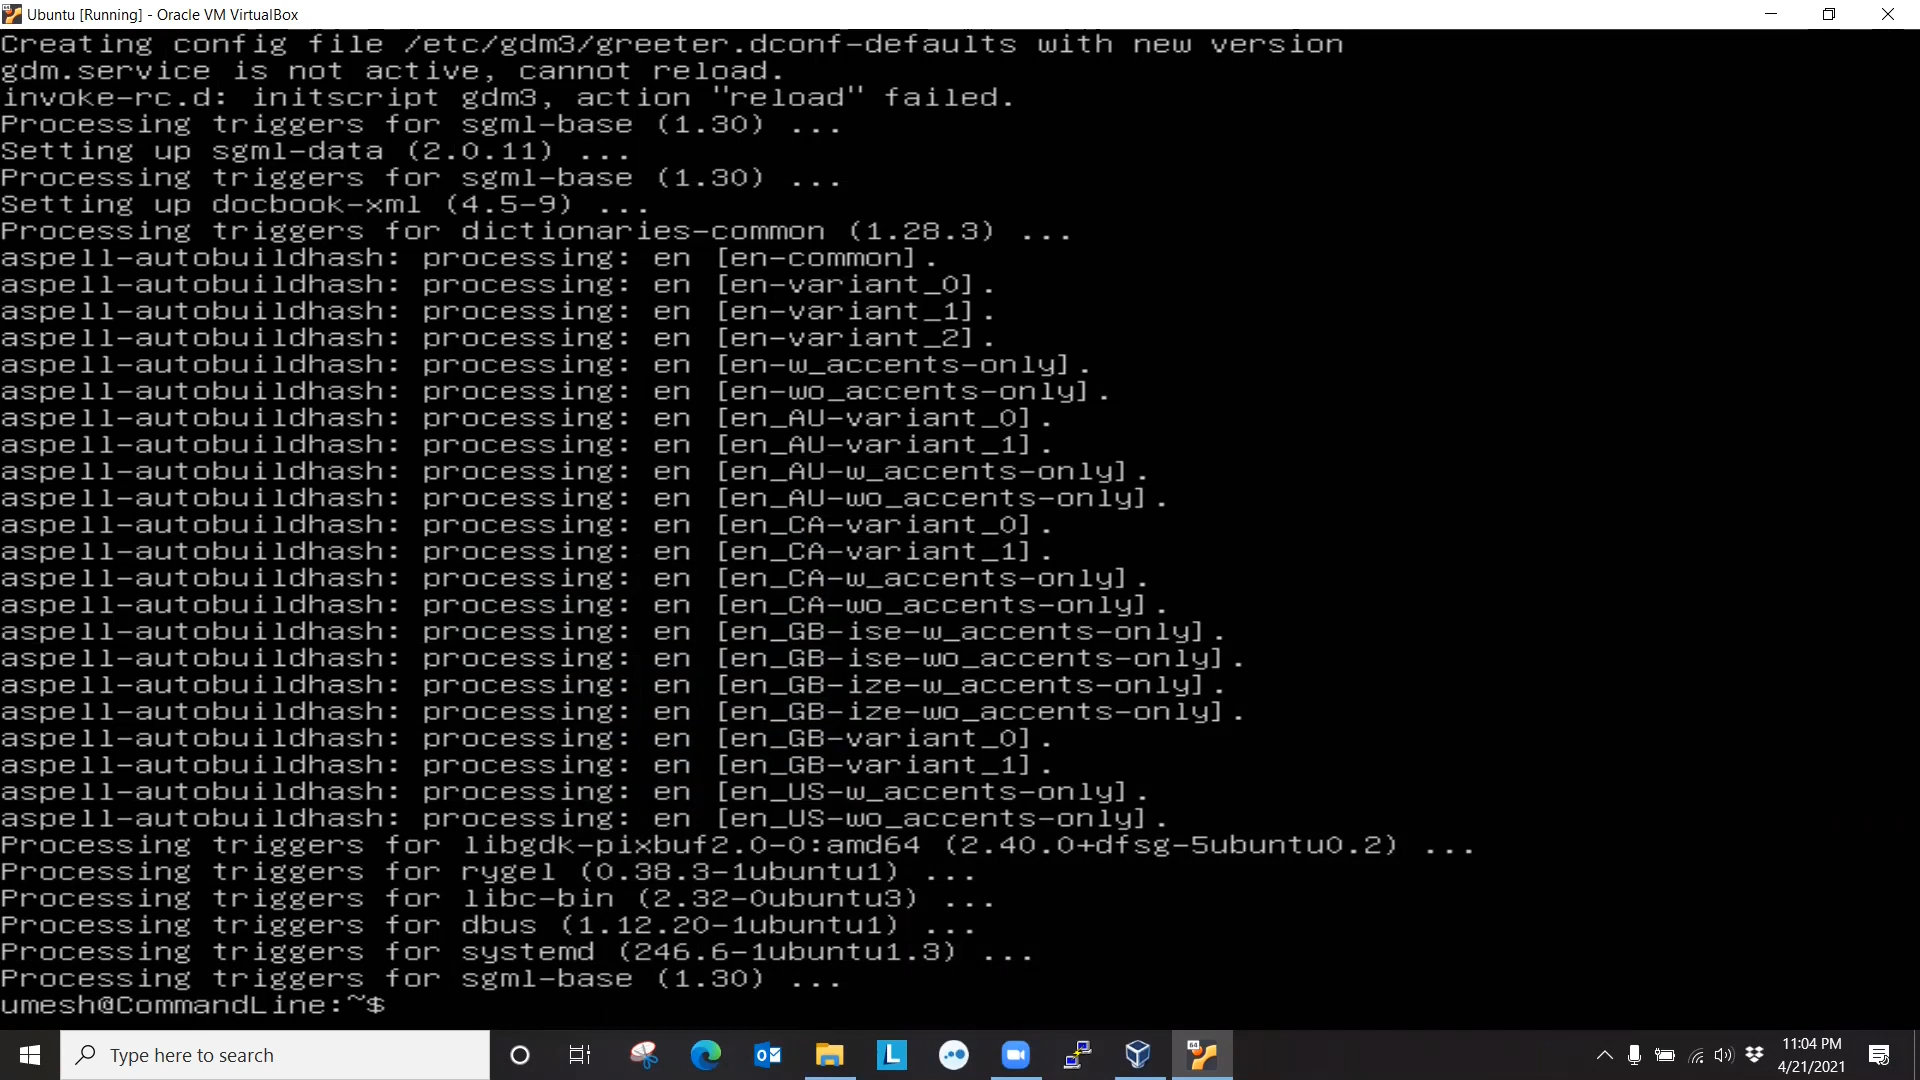 Ubuntu [Running] - Oracle VM VirtualBox
Creating config file /etc/gdm3/greeter.dconf-defaults with new version
gdm.service is not active, cannot reload.
invoke-rc.d: initscript gdm3, action "reload" failed.
Processing triggers for sgml-base (1.30) ...
Setting up sgml-data (2.0.11) ...
Processing triggers for sgml-base (1.30) ...
Setting up docbook-xml (4.5-9) ...
Processing triggers for dictionaries-common (1.28.3) ...
aspell-autobuildhash: processing: en [en-common].
aspell-autobuildhash: processing: en [en-variant_0].
aspell-autobuildhash: processing: en [en-variant_1].
aspell-autobuildhash: processing: en [en-variant_2].
aspell-autobuildhash: processing: en [en-w_accents-only].
aspell-autobuildhash: processing: en [en-wo_accents-only].
aspell-autobuildhash: processing: en [en_AU-variant_0].
aspell-autobuildhash: processing: en [en_AU-variant_1].
aspell-autobuildhash: processing: en [en_AU-w_accents-only].
aspell-autobuildhash: processing: en [en_AU-wo_accents-only].
aspell-autobuildhash: processing: en [en_CA-variant_0].
aspell-autobuildhash: processing: en [en_CA-variant_1].
aspell-autobuildhash: processing: en [en_CA-w_accents-only].
aspell-autobuildhash: processing: en [en_CA-wo_accents-only].
aspell-autobuildhash: processing: en [en_GB-ise-w_accents-only].
aspell-autobuildhash: processing: en [en_GB-ise-wo_accents-only].
aspell-autobuildhash: processing: en [en_GB-ize-w_accents-only].
aspell-autobuildhash: processing: en [en_GB-ize-wo_accents-only].
aspell-autobuildhash: processing: en [en_GB-variant_0].
aspell-autobuildhash: processing: en [en_GB-variant_1].
aspell-autobuildhash: processing: en [en_US-w_accents-only].
aspell-autobuildhash: processing: en [en_US-wo_accents-only].
Processing triggers for libgdk-pixbuf2.0-0:amd64 (2.40.0+dfsg-5ubuntu0.2) ...
Processing triggers for rygel (0.38.3-1ubuntu1) ...
Processing triggers for libc-bin (2.32-0ubuntu3) ...
Processing triggers for dbus (1.12.20-1ubuntu1) ...
Processing triggers for systemd (246.6-1ubuntu1.3) ...
Processing triggers for sgml-base (1.30) ...
umesh@CommandLine:~$
Type here to search
11:04 PM
4/21/2021